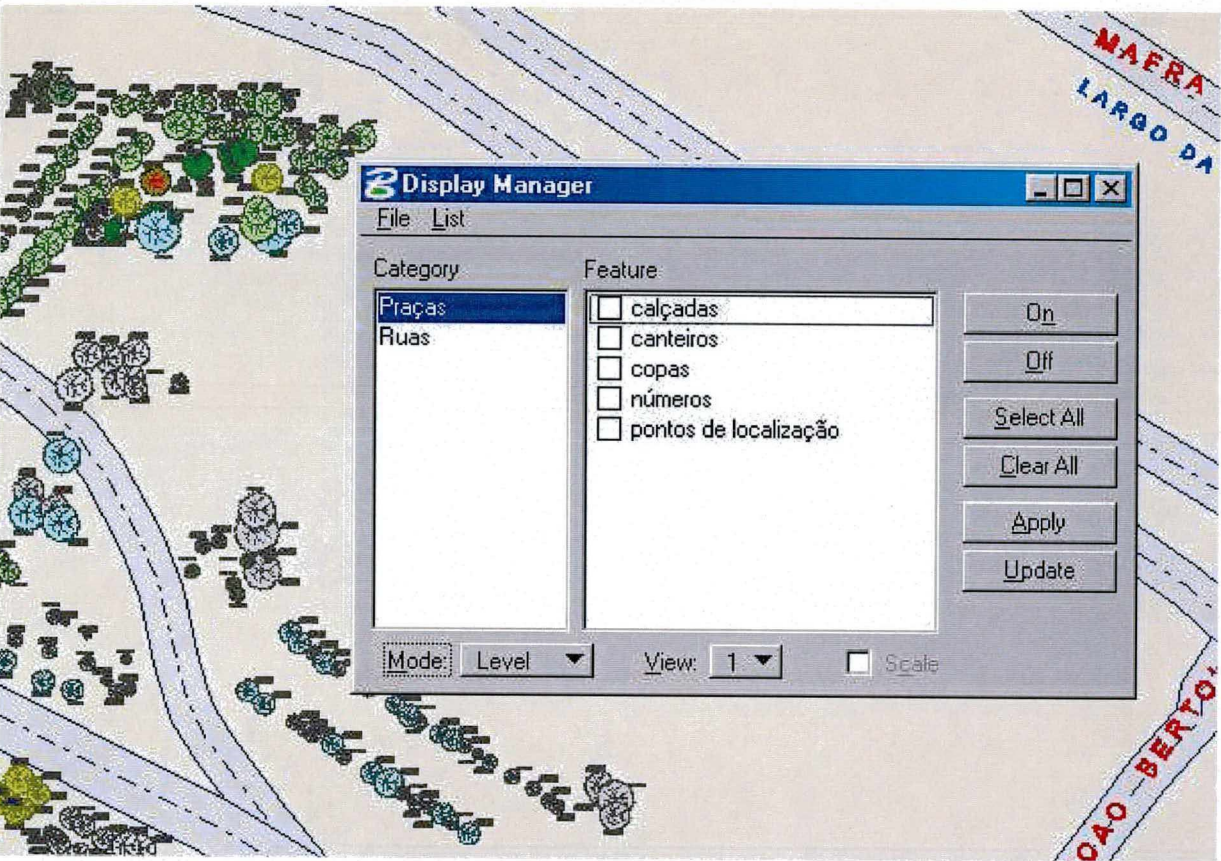 MAFRA
LARGO DA
Display Manager
File List
Category
Feature
Praças
Ruas
calçadas
canteiros
copas
números
pontos de localização
On
Off
Select All
Clear All
Apply
Update
Mode: Level
View: 1
Scale
OAO BERTO